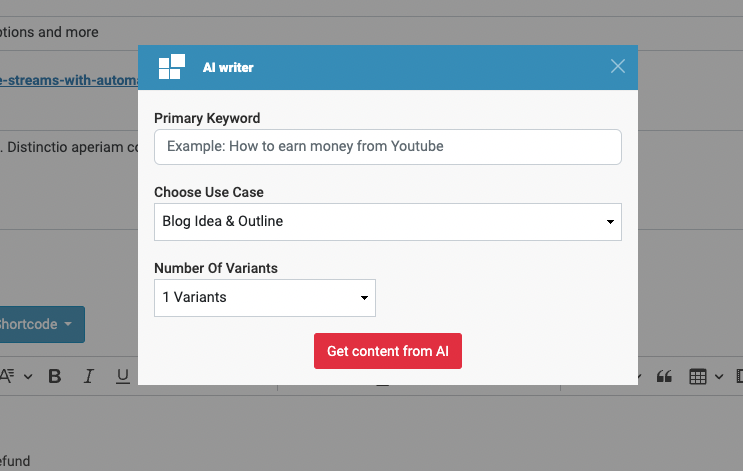 ptions and more
AI writer
e-streams-with-automa
Primary Keyword
Example: How to earn money from Youtube
. Distinctio aperiam co
Choose Use Case
Blog Idea & Outline
Number Of Variants
1 Variants
Shortcode
Get content from AI
B I U
efund